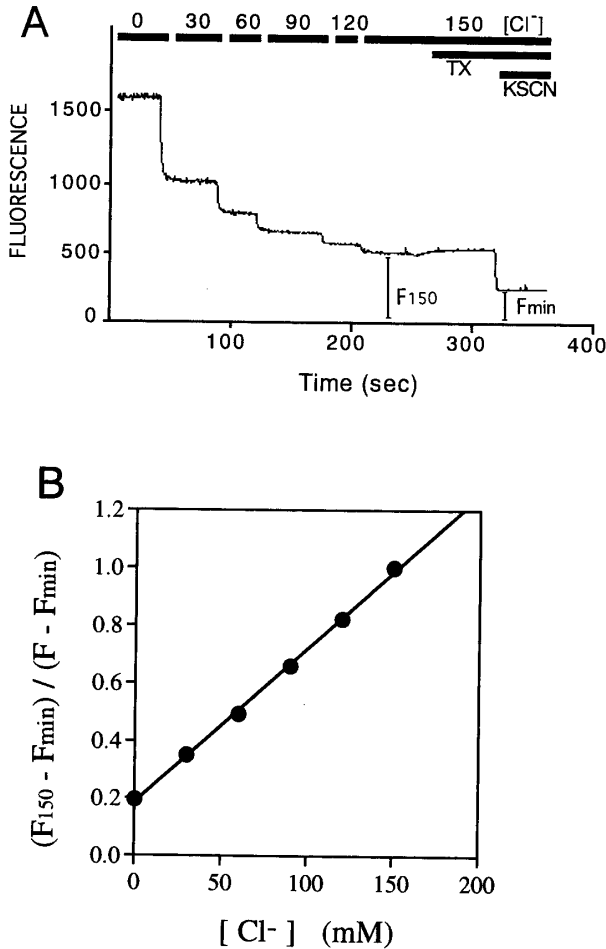 A
0 30 60 90 120 150 [Cl-]
TX
KSCN
FLUORESCENCE
1500
1000
500
0
F150
Fmin
100 200 300 400
Time (sec)
B
(F150 - Fmin) / (F - Fmin)
1.2
1.0
0.8
0.6
0.4
0.2
0.0
0 50 100 150 200
[ Cl- ] (mM)